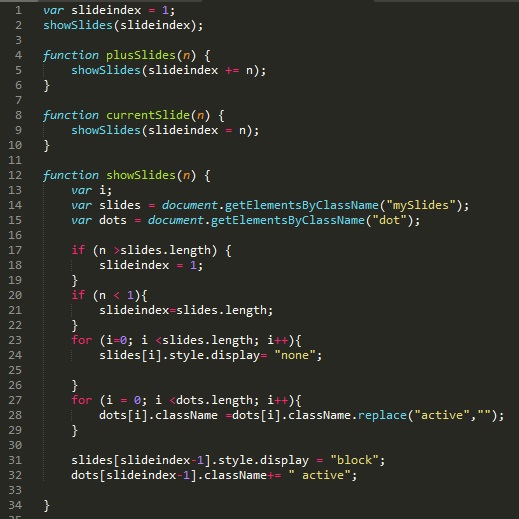 1 var slideindex = 1;
2 showSlides(slideindex);
3
4 function plusSlides(n) {
5     showSlides(slideindex += n);
6 }
7
8 function currentSlide(n) {
9     showSlides(slideindex = n);
10 }
11
12 function showSlides(n) {
13     var i;
14     var slides = document.getElementsByClassName("mySlides");
15     var dots = document.getElementsByClassName("dot");
16
17     if (n >slides.length) {
18         slideindex = 1;
19     }
20     if (n < 1){
21         slideindex=slides.length;
22     }
23     for (i=0; i <slides.length; i++){
24         slides[i].style.display= "none";
25
26     }
27     for (i = 0; i <dots.length; i++){
28         dots[i].className =dots[i].className.replace("active","");
29     }
30
31     slides[slideindex-1].style.display = "block";
32     dots[slideindex-1].className+= " active";
33
34 }